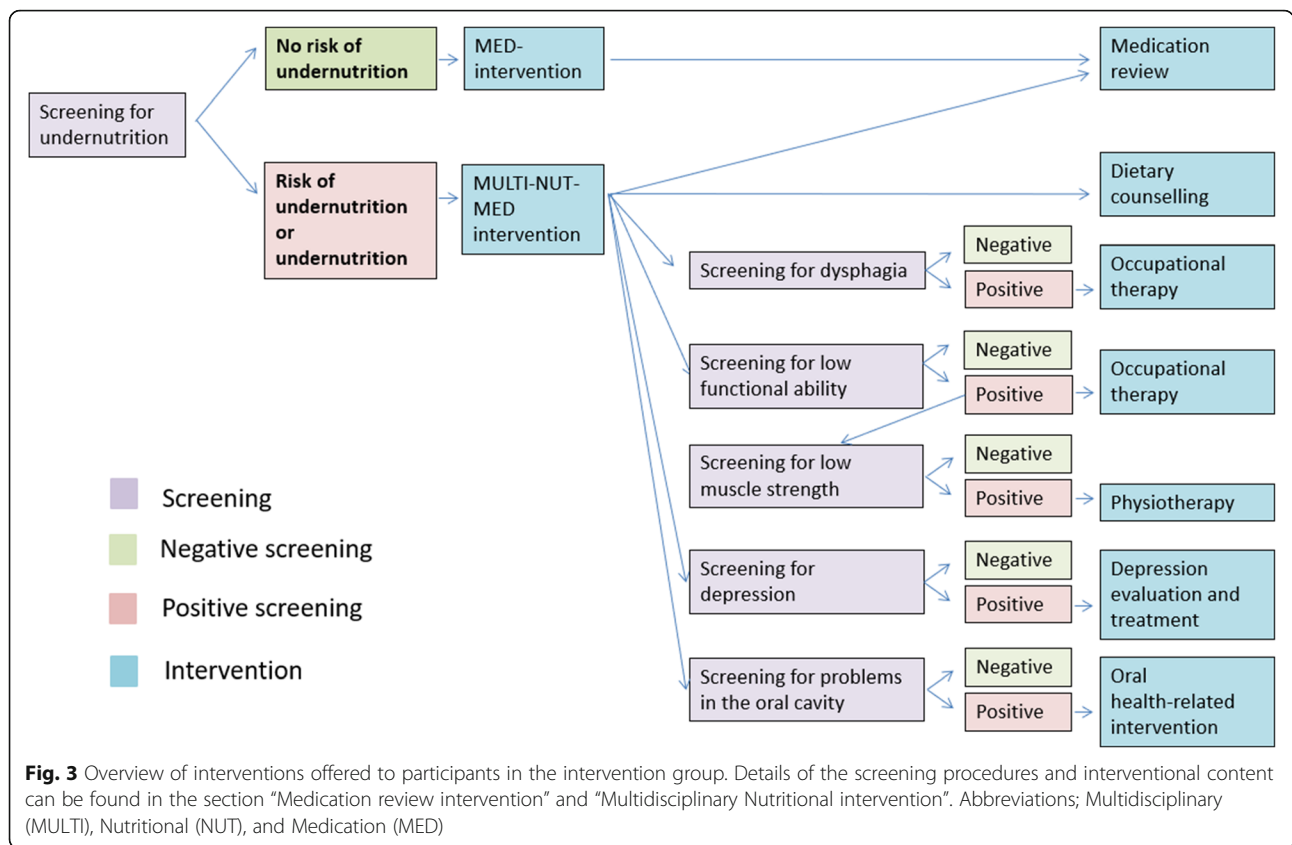 No risk of
undernutrition
MED-
intervention
Medication
review
Screening for
undernutrition
Risk of
undernutrition
or
undernutrition
MULTI-NUT-
MED
intervention
Dietary
counselling
Screening for dysphagia
Negative
Positive
Occupational
therapy
Screening for low
functional ability
Negative
Positive
Occupational
therapy
Screening for low
muscle strength
Negative
Positive
Physiotherapy
Screening for
depression
Negative
Positive
Depression
evaluation and
treatment
Screening for problems
in the oral cavity
Negative
Positive
Oral
health-related
intervention
Screening
Negative screening
Positive screening
Intervention
Fig. 3 Overview of interventions offered to participants in the intervention group. Details of the screening procedures and interventional content
can be found in the section “Medication review intervention” and “Multidisciplinary Nutritional intervention”. Abbreviations; Multidisciplinary
(MULTI), Nutritional (NUT), and Medication (MED)